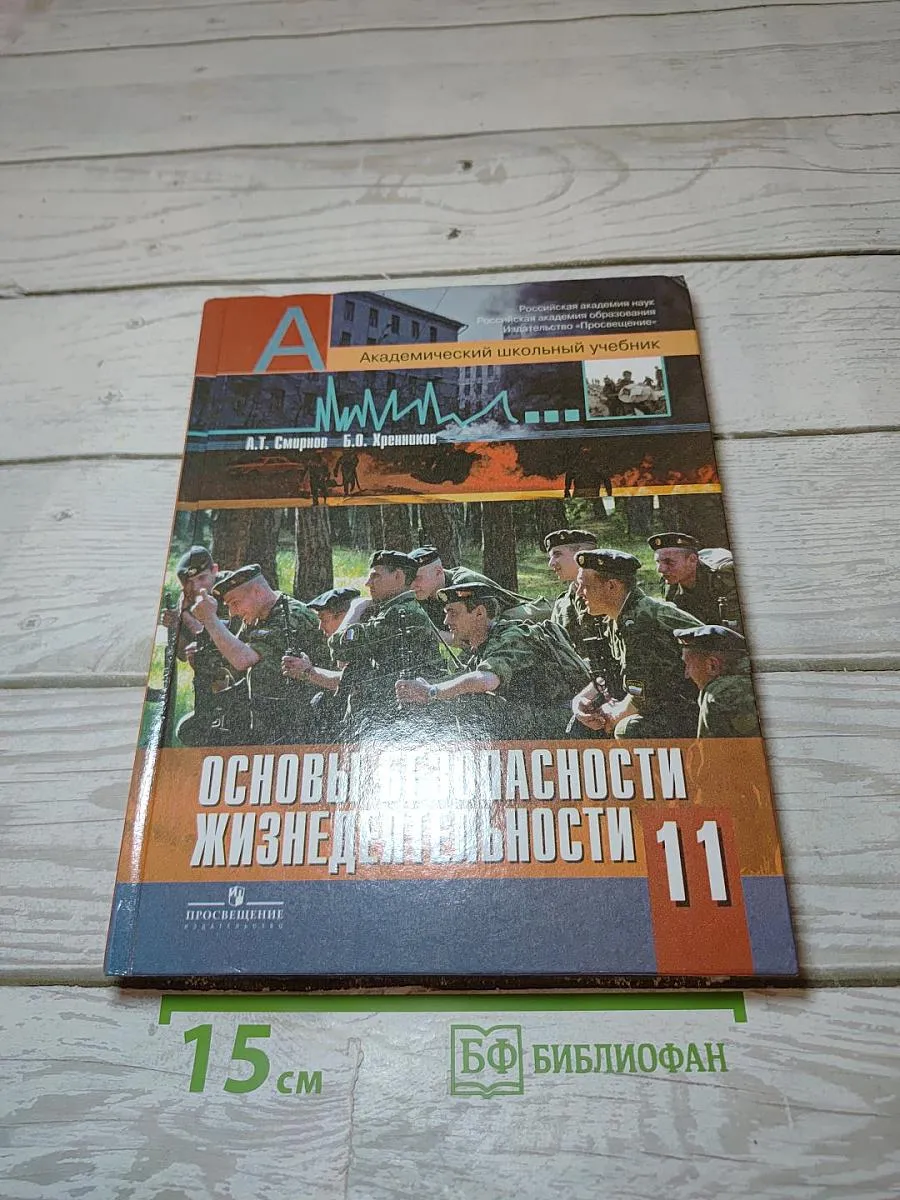 Российская академия наук
Российская академия образования
Издательство «Просвещение»
А
Академический школьный учебник
А.Т. Смирнов Б.О. Хренников
ОСНОВЫ БЕЗОПАСНОСТИ
ЖИЗНЕДЕЯТЕЛЬНОСТИ
11
ПРОСВЕЩЕНИЕ
ИЗДАТЕЛЬСТВО
15 см
БФ БИБЛИОФАН